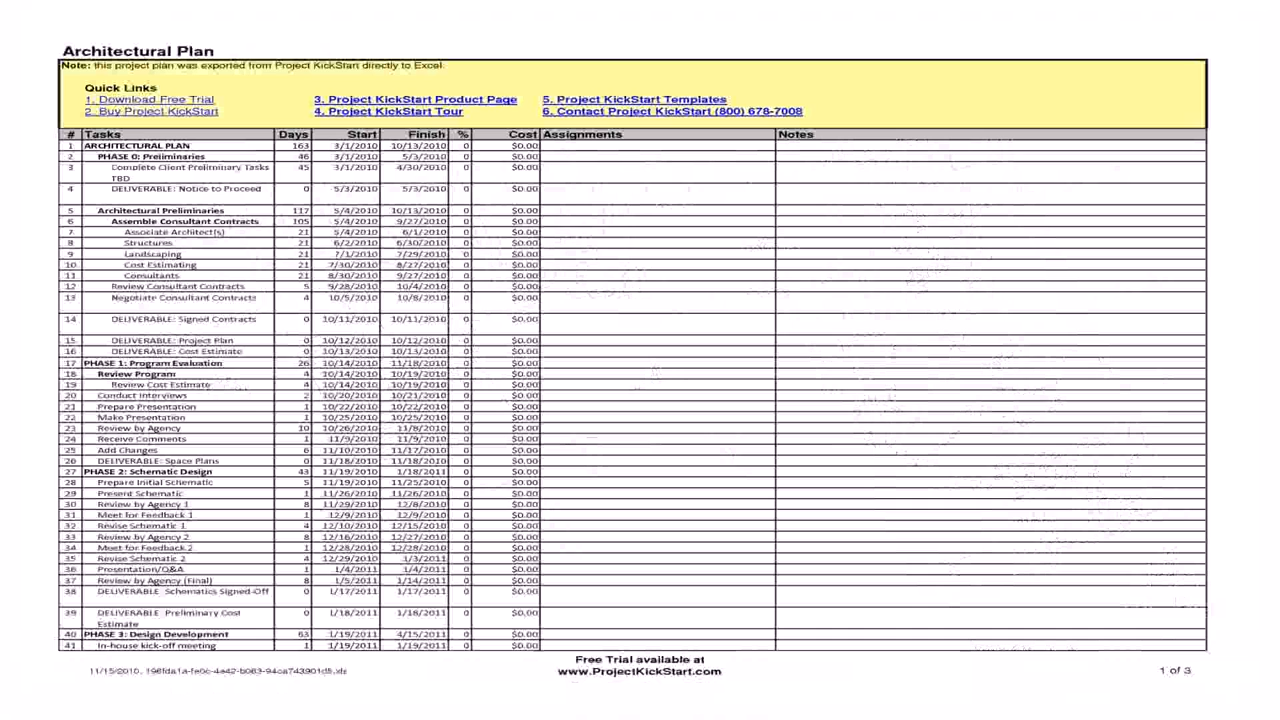 Architectural Plan
Note: this project plan was exported from Project KickStart directly to Excel.
Quick Links
1. Download Free Trial 3. Project KickStart Product Page 5. Project KickStart Templates
2. Buy Project KickStart 4. Project KickStart Tour 6. Contact Project KickStart (800) 678-7008
# Tasks Days Start Finish % Cost Assignments Notes
1 ARCHITECTURAL PLAN 163 3/1/2010 10/13/2010 0 $0.00
2 PHASE 0: Preliminaries 46 3/1/2010 5/3/2010 0 $0.00
3 Complete Client Preliminary Tasks 45 3/1/2010 4/30/2010 0 $0.00
TBD
4 DELIVERABLE: Notice to Proceed 0 5/3/2010 5/3/2010 0 $0.00
5 Architectural Preliminaries 117 5/4/2010 10/13/2010 0 $0.00
6 Assemble Consultant Contracts 105 5/4/2010 9/27/2010 0 $0.00
7 Associate Architect(s) 21 5/4/2010 6/1/2010 0 $0.00
8 Structures 21 6/2/2010 6/30/2010 0 $0.00
9 Landscaping 21 7/1/2010 7/29/2010 0 $0.00
10 Cost Estimating 21 7/30/2010 8/27/2010 0 $0.00
11 Consultants 21 8/30/2010 9/27/2010 0 $0.00
12 Review Consultant Contracts 5 9/28/2010 10/4/2010 0 $0.00
13 Negotiate Consultant Contracts 4 10/5/2010 10/8/2010 0 $0.00
14 DELIVERABLE: Signed Contracts 0 10/11/2010 10/11/2010 0 $0.00
15 DELIVERABLE: Project Plan 0 10/12/2010 10/12/2010 0 $0.00
16 DELIVERABLE: Cost Estimate 0 10/13/2010 10/13/2010 0 $0.00
17 PHASE 1: Program Evaluation 26 10/14/2010 11/18/2010 0 $0.00
18 Review Program 4 10/14/2010 10/19/2010 0 $0.00
19 Review Cost Estimate 4 10/14/2010 10/19/2010 0 $0.00
20 Conduct Interviews 2 10/20/2010 10/21/2010 0 $0.00
21 Prepare Presentation 1 10/22/2010 10/22/2010 0 $0.00
22 Make Presentation 1 10/25/2010 10/25/2010 0 $0.00
23 Review by Agency 10 10/26/2010 11/8/2010 0 $0.00
24 Receive Comments 1 11/9/2010 11/9/2010 0 $0.00
25 Add Changes 6 11/10/2010 11/17/2010 0 $0.00
26 DELIVERABLE: Space Plans 0 11/18/2010 11/18/2010 0 $0.00
27 PHASE 2: Schematic Design 43 11/19/2010 1/18/2011 0 $0.00
28 Prepare Initial Schematic 5 11/19/2010 11/25/2010 0 $0.00
29 Present Schematic 1 11/26/2010 11/26/2010 0 $0.00
30 Review by Agency 1 8 11/29/2010 12/8/2010 0 $0.00
31 Meet for Feedback 1 1 12/9/2010 12/9/2010 0 $0.00
32 Revise Schematic 1 4 12/10/2010 12/15/2010 0 $0.00
33 Review by Agency 2 8 12/16/2010 12/27/2010 0 $0.00
34 Meet for Feedback 2 1 12/28/2010 12/28/2010 0 $0.00
35 Revise Schematic 2 4 12/29/2010 1/3/2011 0 $0.00
36 Presentation/Q&A 1 1/4/2011 1/4/2011 0 $0.00
37 Review by Agency (Final) 8 1/5/2011 1/14/2011 0 $0.00
38 DELIVERABLE Schematics Signed-Off 0 1/17/2011 1/17/2011 0 $0.00
39 DELIVERABLE Preliminary Cost 0 1/18/2011 1/18/2011 0 $0.00
Estimate
40 PHASE 3: Design Development 63 1/19/2011 4/15/2011 0 $0.00
41 In-house kick-off meeting 1 1/19/2011 1/19/2011 0 $0.00
Free Trial available at
11/15/2010, www.ProjectKickStart.com 1 of 3